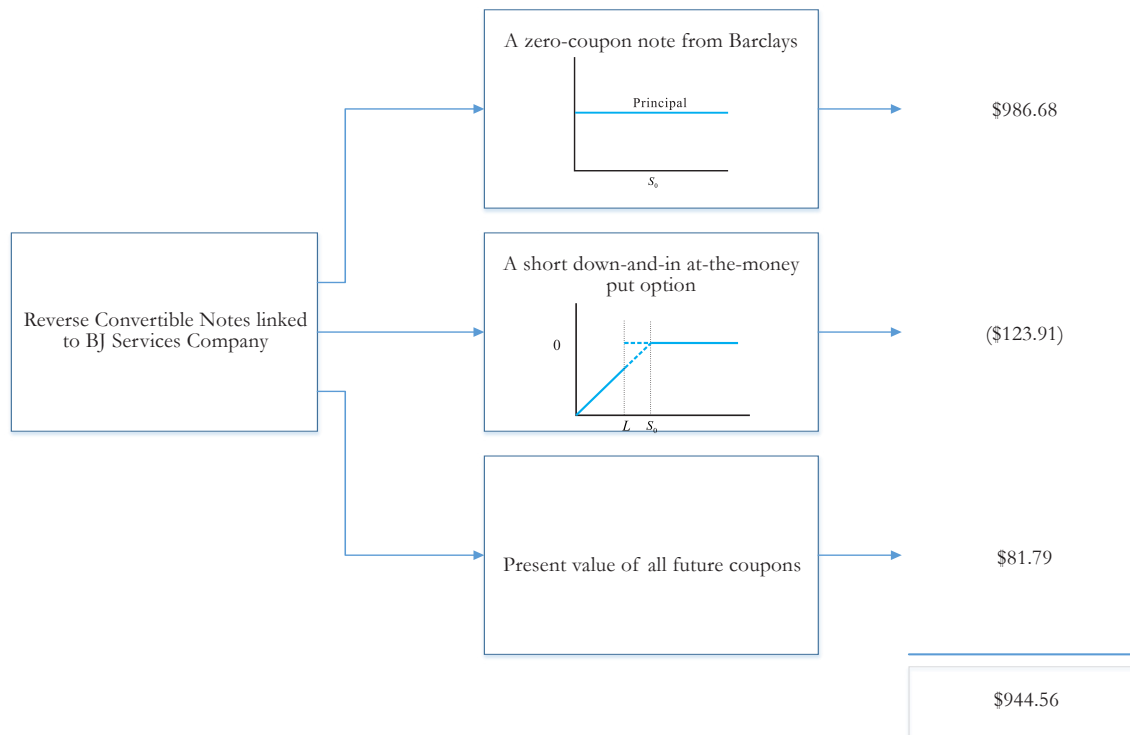 A zero-coupon note from Barclays
Principal
S₀
$986.68
Reverse Convertible Notes linked
to BJ Services Company
A short down-and-in at-the-money
put option
0
L S₀
($123.91)
Present value of all future coupons
$81.79
$944.56